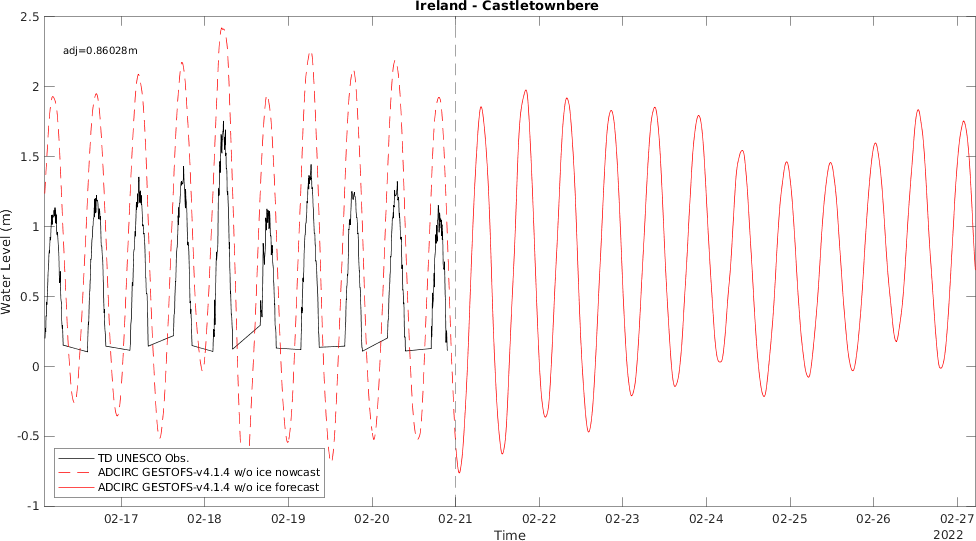 Ireland - Castletownbere
adj=0.86028m
2.5
2
1.5
1
0.5
0
-0.5
-1
Water Level (m)
TD UNESCO Obs.
ADCIRC GESTOFS-v4.1.4 w/o ice nowcast
ADCIRC GESTOFS-v4.1.4 w/o ice forecast
02-17 02-18 02-19 02-20 02-21 02-22 02-23 02-24 02-25 02-26 02-27
Time
2022